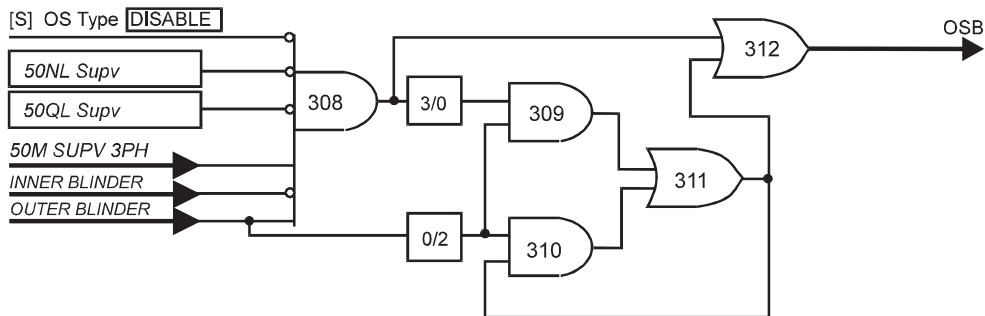 [S] OS Type DISABLE
OSB
312
50NL Supv
308
3/0
309
50QL Supv
50M SUPV 3PH
311
INNER BLINDER
OUTER BLINDER
0/2
310